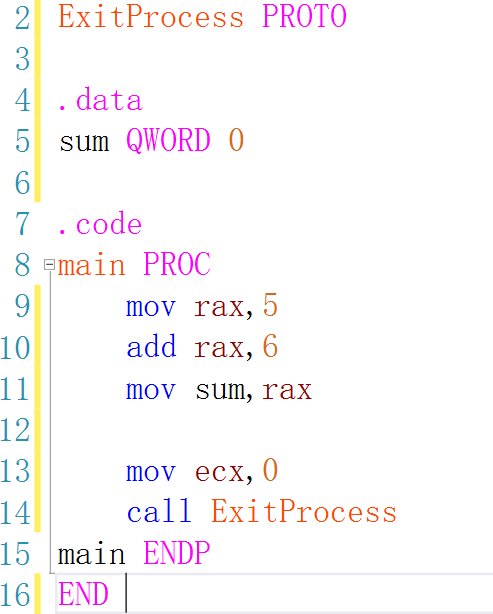 2 ExitProcess PROTO
3
4 .data
5 sum QWORD 0
6
7 .code
8 main PROC
9     mov rax,5
10     add rax,6
11     mov sum,rax
12
13     mov ecx,0
14     call ExitProcess
15 main ENDP
16 END